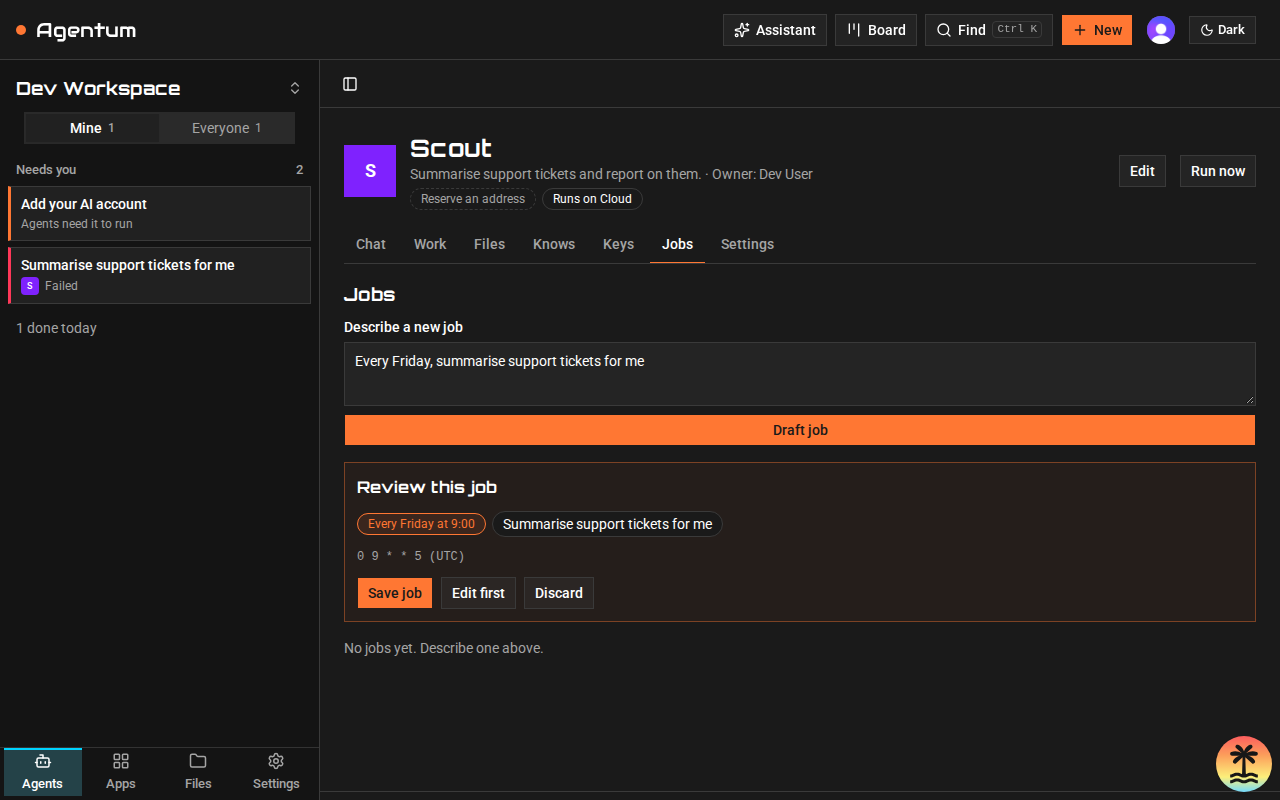 Agentum
Assistant
Board
Find Ctrl K
New
Dark
Dev Workspace
Mine 1
Everyone 1
Needs you 2
Add your AI account
Agents need it to run
Summarise support tickets for me
S Failed
1 done today
Agents
Apps
Files
Settings
S
Scout
Summarise support tickets and report on them. · Owner: Dev User
Reserve an address
Runs on Cloud
Edit
Run now
Chat
Work
Files
Knows
Keys
Jobs
Settings
Jobs
Describe a new job
Every Friday, summarise support tickets for me
Draft job
Review this job
Every Friday at 9:00
Summarise support tickets for me
0 9 * * 5 (UTC)
Save job
Edit first
Discard
No jobs yet. Describe one above.